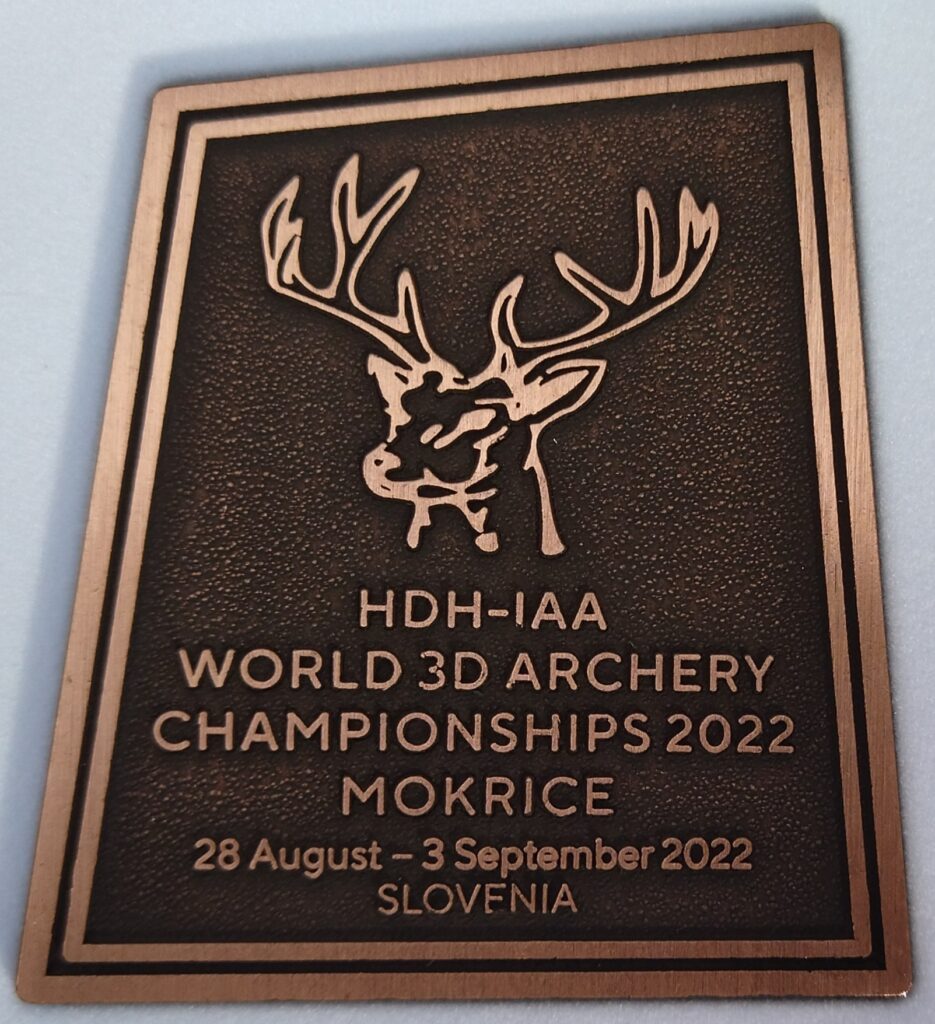 HDH-IAA
WORLD 3D ARCHERY
CHAMPIONSHIPS 2022
MOKRICE
28 August – 3 September 2022
SLOVENIA